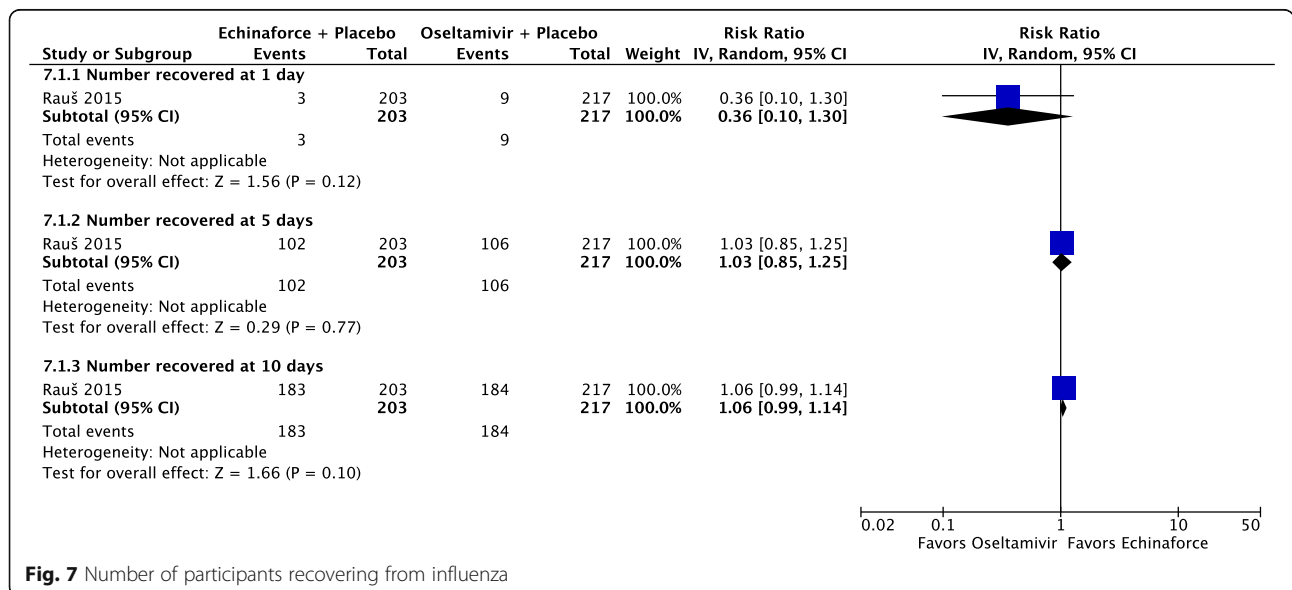 Echinaforce + Placebo Oseltamivir + Placebo Risk Ratio Risk Ratio
Study or Subgroup Events Total Events Total Weight IV, Random, 95% CI IV, Random, 95% CI
7.1.1 Number recovered at 1 day
Rauš 2015 3 203 9 217 100.0% 0.36 [0.10, 1.30]
Subtotal (95% CI) 203 217 100.0% 0.36 [0.10, 1.30]
Total events 3 9
Heterogeneity: Not applicable
Test for overall effect: Z = 1.56 (P = 0.12)
7.1.2 Number recovered at 5 days
Rauš 2015 102 203 106 217 100.0% 1.03 [0.85, 1.25]
Subtotal (95% CI) 203 217 100.0% 1.03 [0.85, 1.25]
Total events 102 106
Heterogeneity: Not applicable
Test for overall effect: Z = 0.29 (P = 0.77)
7.1.3 Number recovered at 10 days
Rauš 2015 183 203 184 217 100.0% 1.06 [0.99, 1.14]
Subtotal (95% CI) 203 217 100.0% 1.06 [0.99, 1.14]
Total events 183 184
Heterogeneity: Not applicable
Test for overall effect: Z = 1.66 (P = 0.10)
0.02 0.1 1 10 50
Favors Oseltamivir Favors Echinaforce
Fig. 7 Number of participants recovering from influenza